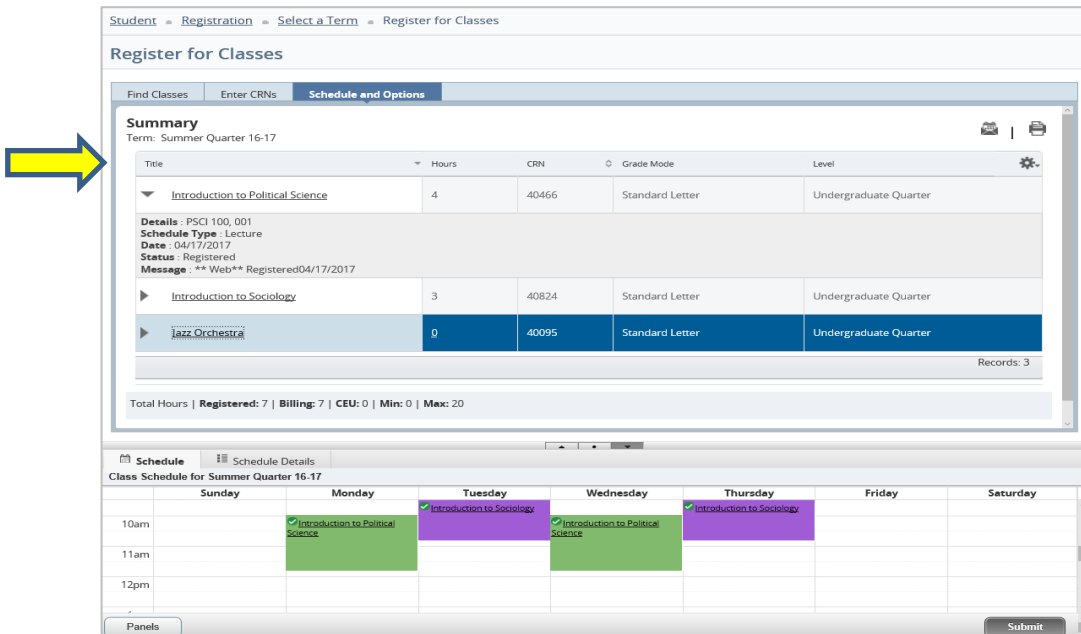 Student Registration Select a Term Register for Classes
Register for Classes
Find Classes Enter CRNs Schedule and Options
Summary
Term: Summer Quarter 16-17
Title Hours CRN Grade Mode Level
Introduction to Political Science 4 40466 Standard Letter Undergraduate Quarter
Details : PSCI 100, 001
Schedule Type : Lecture
Date : 04/17/2017
Status : Registered
Message : ** Web** Registered04/17/2017
Introduction to Sociology 3 40824 Standard Letter Undergraduate Quarter
Jazz Orchestra 0 40095 Standard Letter Undergraduate Quarter
Records: 3
Total Hours | Registered: 7 | Billing: 7 | CEU: 0 | Min: 0 | Max: 20
Schedule Schedule Details
Class Schedule for Summer Quarter 16-17
Sunday Monday Tuesday Wednesday Thursday Friday Saturday
Introduction to Sociology Introduction to Sociology
10am Introduction to Political Introduction to Political
Science Science
11am
12pm
Panels Submit